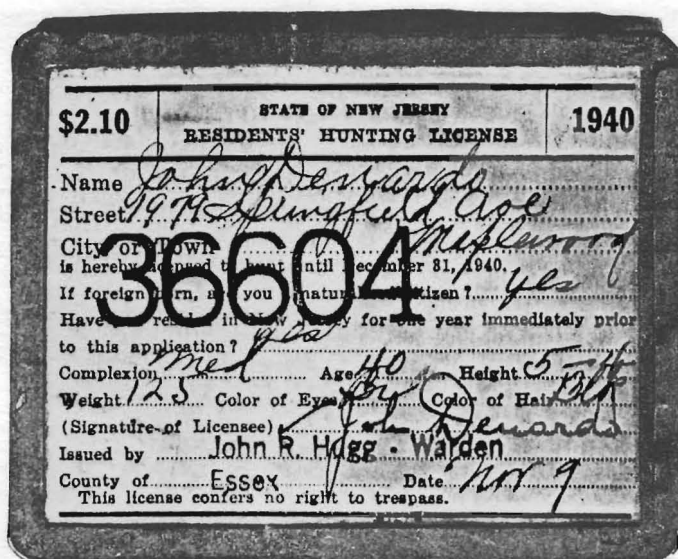 $2.10 STATE OF NEW JERSEY 1940
RESIDENTS' HUNTING LICENSE
Name John Denardo
Street 1979 Springfield Ave
City or Town Maplewood
36604
is hereby licensed to hunt until December 31, 1940.
If foreign born, are you naturalized citizen? yes
Have you resided in New Jersey for one year immediately prior
to this application? yes
Complexion med Age 40 Height 5-
Weight 125 Color of Eyes Br Color of Hair Blk
(Signature of Licensee) John Denardo
Issued by John R. Hugg - Warden
County of Essex Date Nov 9
This license confers no right to trespass.